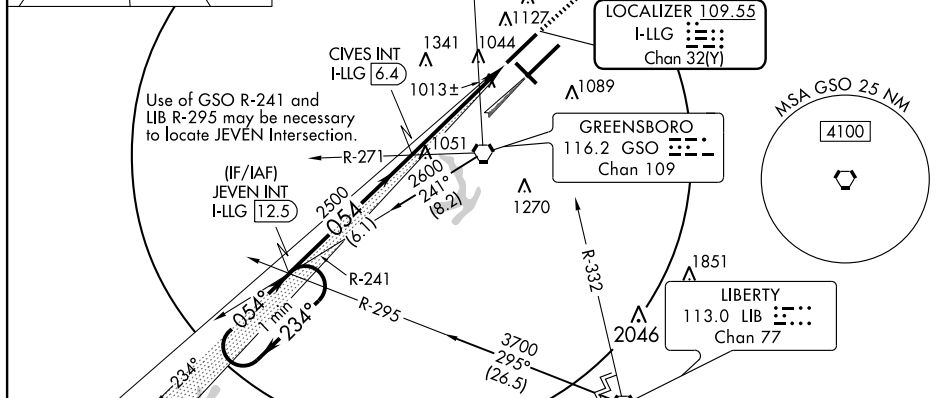 1127
LOCALIZER 109.55
I-LLG
Chan 32(Y)
1341
1044
CIVES INT
I-LLG 6.4
1013±
1089
MSA GSO 25 NM
4100
Use of GSO R-241 and
LIB R-295 may be necessary
to locate JEVEN Intersection.
GREENSBORO
116.2 GSO
Chan 109
1051
R-271
(IF/IAF)
JEVEN INT
I-LLG 12.5
2500
054°
(6.1)
2600
241°
(8.2)
1270
R-332
R-241
R-295
1851
054°
1 min
234°
LIBERTY
113.0 LIB
Chan 77
2046
3700
295°
(26.5)
234°